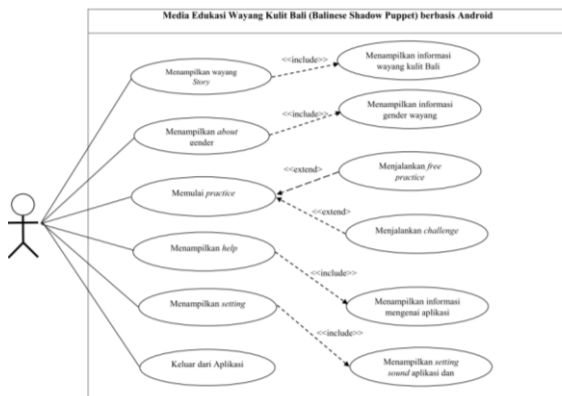 Media Edukasi Wayang Kulit Bali (Balinese Shadow Puppet) berbasis Android
Menampilkan wayang
Story
<<include>>
Menampilkan informasi
wayang kulit Bali
Menampilkan about
gender
<<include>>
Menampilkan informasi
gender wayang
Memulai practice
<<extend>>
Menjalankan free
practice
<<extend>>
Menjalankan challenge
Menampilkan help
<<include>>
Menampilkan informasi
mengenai aplikasi
Menampilkan setting
<<include>>
Menampilkan setting
sound aplikasi dan
Keluar dari Aplikasi